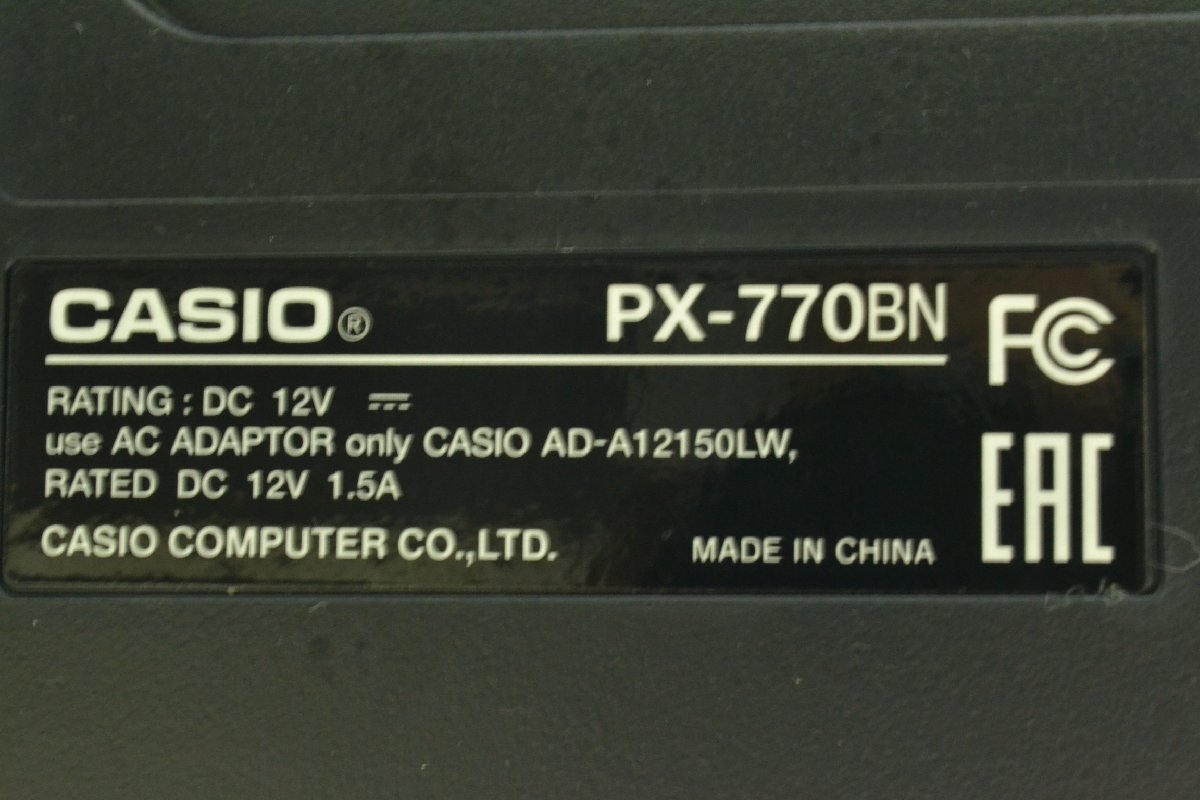 CASIO® PX-770BN FC
RATING : DC 12V ⎓
use AC ADAPTOR only CASIO AD-A12150LW,
RATED DC 12V 1.5A
EAC
CASIO COMPUTER CO.,LTD. MADE IN CHINA